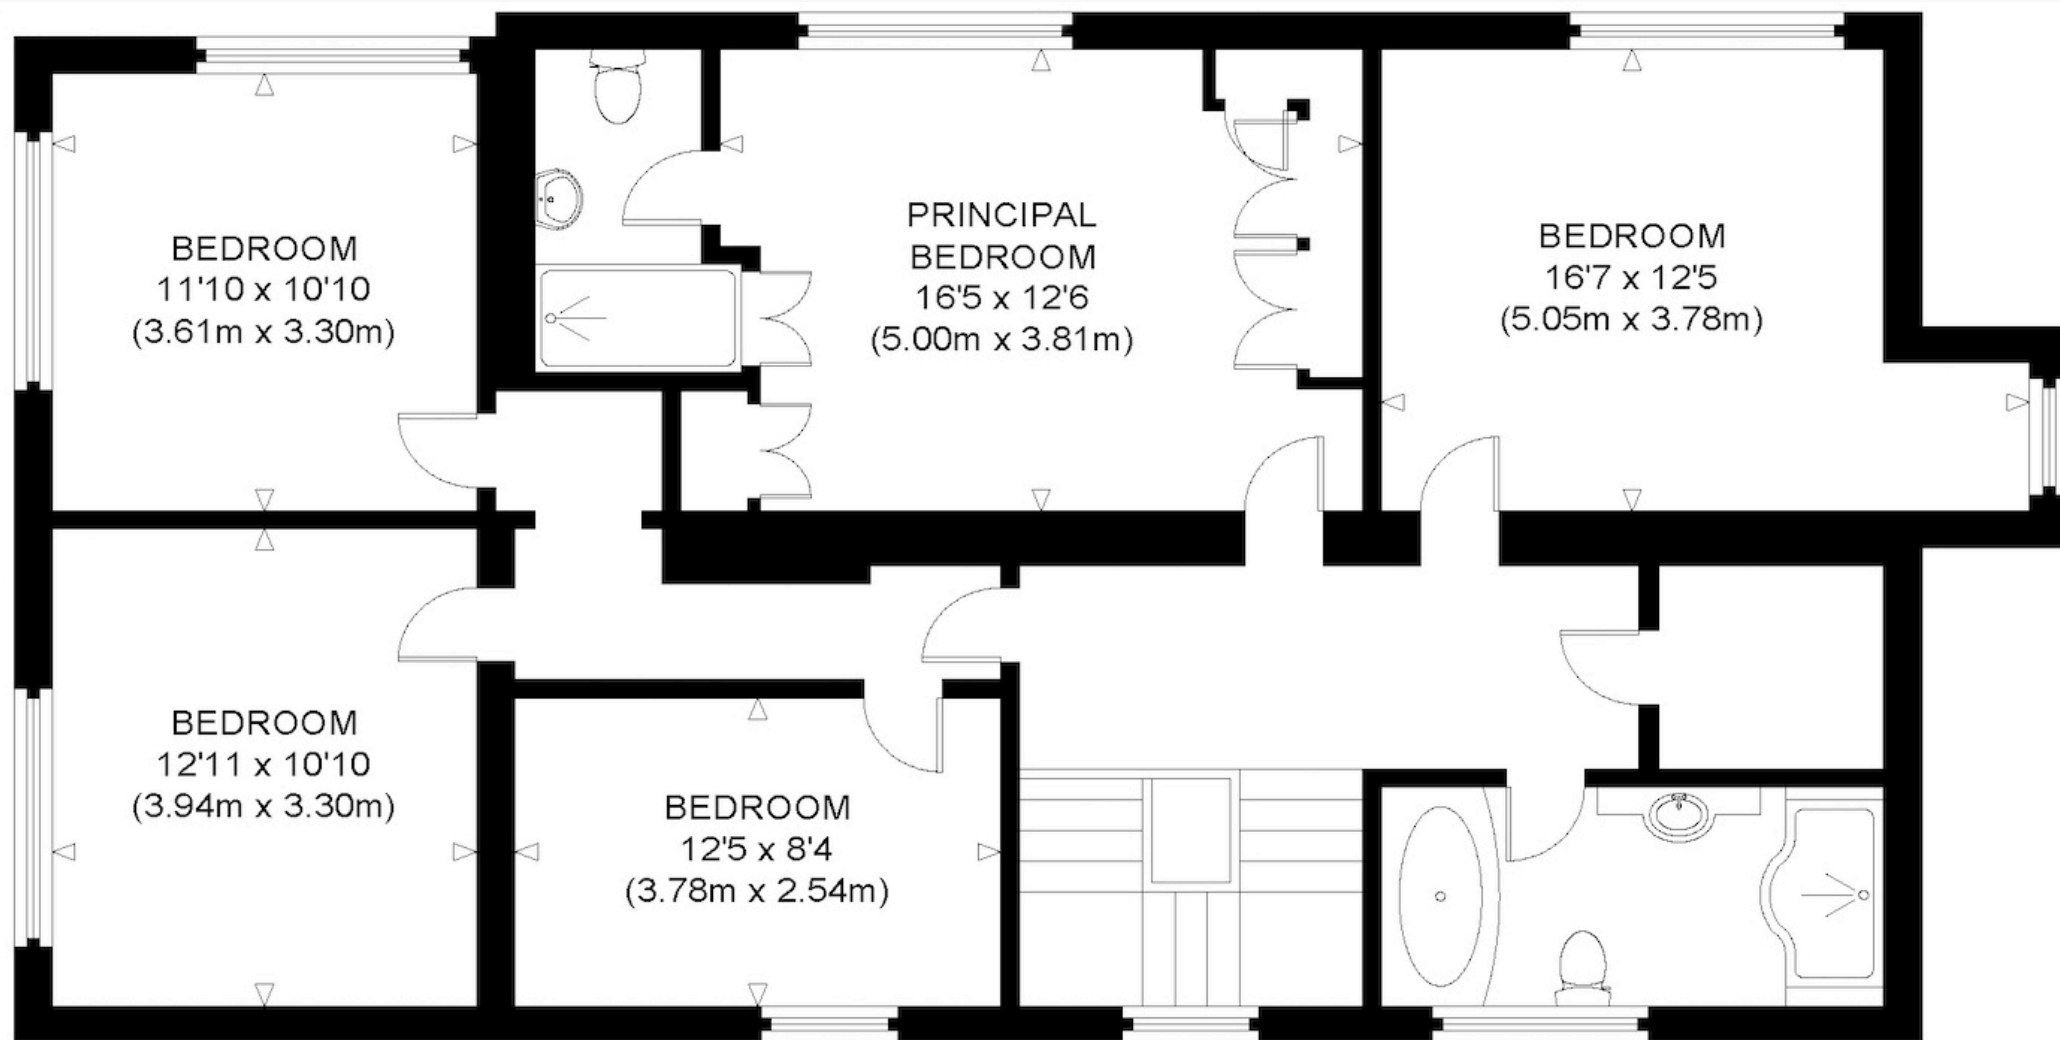 BEDROOM
11'10 x 10'10
(3.61m x 3.30m)
PRINCIPAL
BEDROOM
16'5 x 12'6
(5.00m x 3.81m)
BEDROOM
16'7 x 12'5
(5.05m x 3.78m)
BEDROOM
12'11 x 10'10
(3.94m x 3.30m)
BEDROOM
12'5 x 8'4
(3.78m x 2.54m)